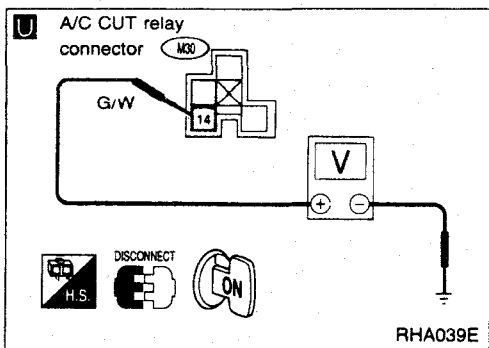 U A/C CUT relay
connector M30
G/W
14
V
+ −
DISCONNECT
H.S.
ON
RHA039E